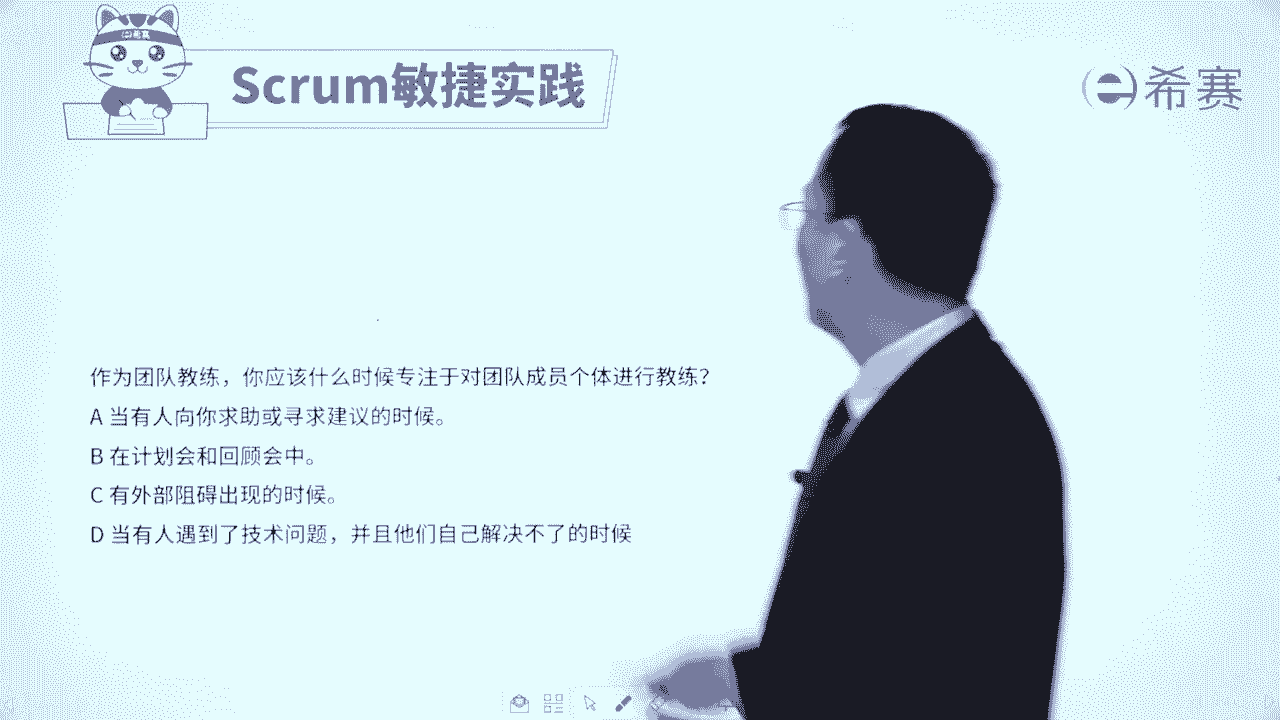 Scrum敏捷实践
希赛
作为团队教练，你应该什么时候专注于对团队成员个体进行教练？
A 当有人向你求助或寻求建议的时候。
B 在计划会和回顾会中。
C 有外部阻碍出现的时候。
D 当有人遇到了技术问题，并且他们自己解决不了的时候